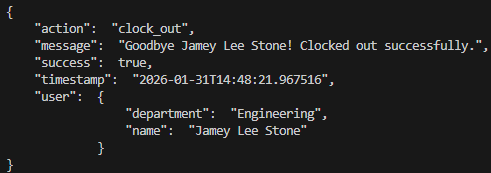 {
    "action":  "clock_out",
    "message":  "Goodbye Jamey Lee Stone! Clocked out successfully.",
    "success":  true,
    "timestamp":  "2026-01-31T14:48:21.967516",
    "user":  {
                 "department":  "Engineering",
                 "name":  "Jamey Lee Stone"
             }
}